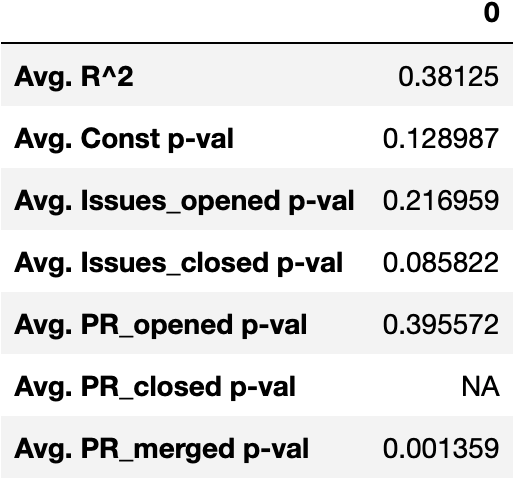 0
Avg. R^2 0.38125
Avg. Const p-val 0.128987
Avg. Issues_opened p-val 0.216959
Avg. Issues_closed p-val 0.085822
Avg. PR_opened p-val 0.395572
Avg. PR_closed p-val NA
Avg. PR_merged p-val 0.001359